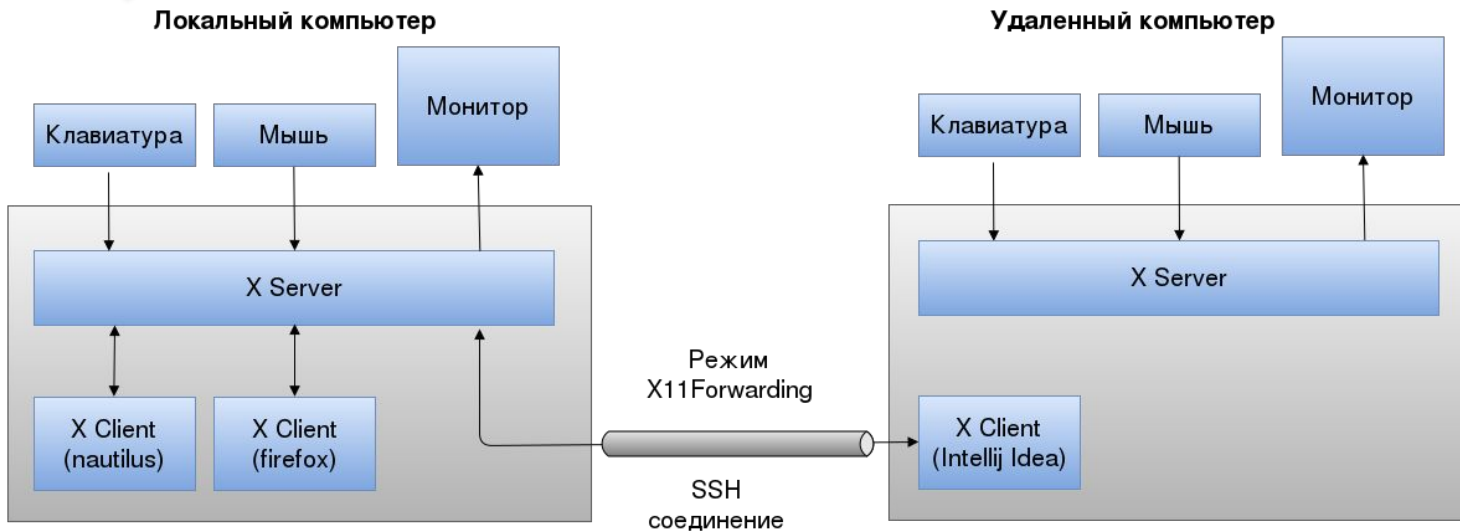 Локальный компьютер
Удаленный компьютер
Клавиатура
Мышь
Монитор
Клавиатура
Мышь
Монитор
X Server
X Server
X Client
(nautilus)
X Client
(firefox)
Режим
X11Forwarding
SSH
соединение
X Client
(Intellij Idea)